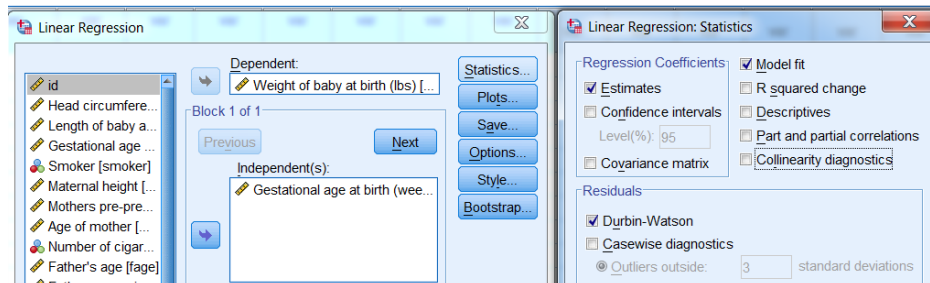 Linear Regression
id
Head circumfere...
Length of baby a...
Gestational age ...
Smoker [smoker]
Maternal height [...
Mothers pre-pre...
Age of mother [...
Number of cigar...
Father's age [fage]
Dependent:
Weight of baby at birth (lbs) [...
Block 1 of 1
Previous
Next
Independent(s):
Gestational age at birth (wee...
Statistics...
Plots...
Save...
Options...
Style...
Bootstrap...
Linear Regression: Statistics
Regression Coefficients
Estimates
Confidence intervals
Level(%): 95
Covariance matrix
Model fit
R squared change
Descriptives
Part and partial correlations
Collinearity diagnostics
Residuals
Durbin-Watson
Casewise diagnostics
Outliers outside: 3 standard deviations